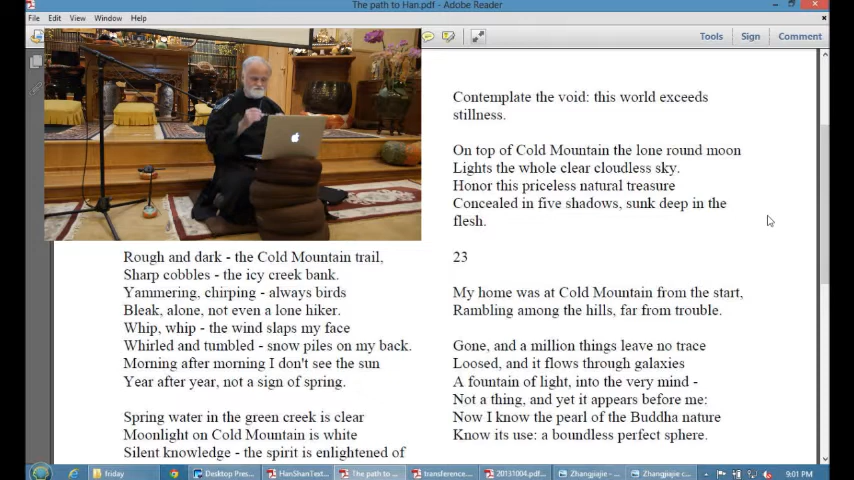 The path to Han.pdf - Adobe Reader
File Edit View Window Help
Tools Sign Comment
Rough and dark - the Cold Mountain trail,
Sharp cobbles - the icy creek bank.
Yammering, chirping - always birds
Bleak, alone, not even a lone hiker.
Whip, whip - the wind slaps my face
Whirled and tumbled - snow piles on my back.
Morning after morning I don't see the sun
Year after year, not a sign of spring.
Spring water in the green creek is clear
Moonlight on Cold Mountain is white
Silent knowledge - the spirit is enlightened of
Contemplate the void: this world exceeds
stillness.
On top of Cold Mountain the lone round moon
Lights the whole clear cloudless sky.
Honor this priceless natural treasure
Concealed in five shadows, sunk deep in the
flesh.
23
My home was at Cold Mountain from the start,
Rambling among the hills, far from trouble.
Gone, and a million things leave no trace
Loosed, and it flows through galaxies
A fountain of light, into the very mind -
Not a thing, and yet it appears before me:
Now I know the pearl of the Buddha nature
Know its use: a boundless perfect sphere.
friday Desktop Pres... HanShanTest... The path to ... transference... 20131004.pdf... Zhangjiajie - ... Zhangjiajie c... 9:01 PM